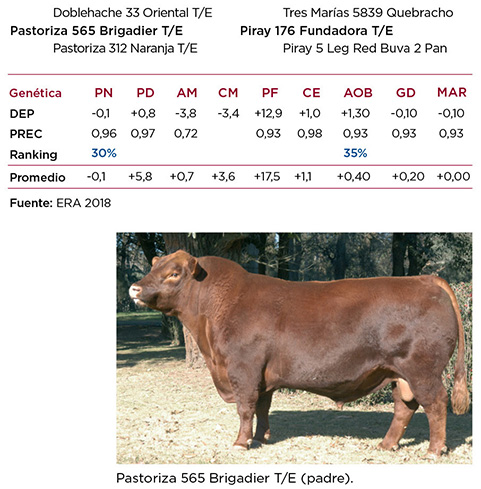 Doblehache 33 Oriental T/E Tres Marías 5839 Quebracho
Pastoriza 565 Brigadier T/E Piray 176 Fundadora T/E
Pastoriza 312 Naranja T/E Piray 5 Leg Red Buva 2 Pan
Genética PN PD AM CM PF CE AOB GD MAR
DEP -0,1 +0,8 -3,8 -3,4 +12,9 +1,0 +1,30 -0,10 -0,10
PREC 0,96 0,97 0,72 0,93 0,98 0,93 0,93 0,93
Ranking 30% 35%
Promedio -0,1 +5,8 +0,7 +3,6 +17,5 +1,1 +0,40 +0,20 +0,00
Fuente: ERA 2018
Pastoriza 565 Brigadier T/E (padre).